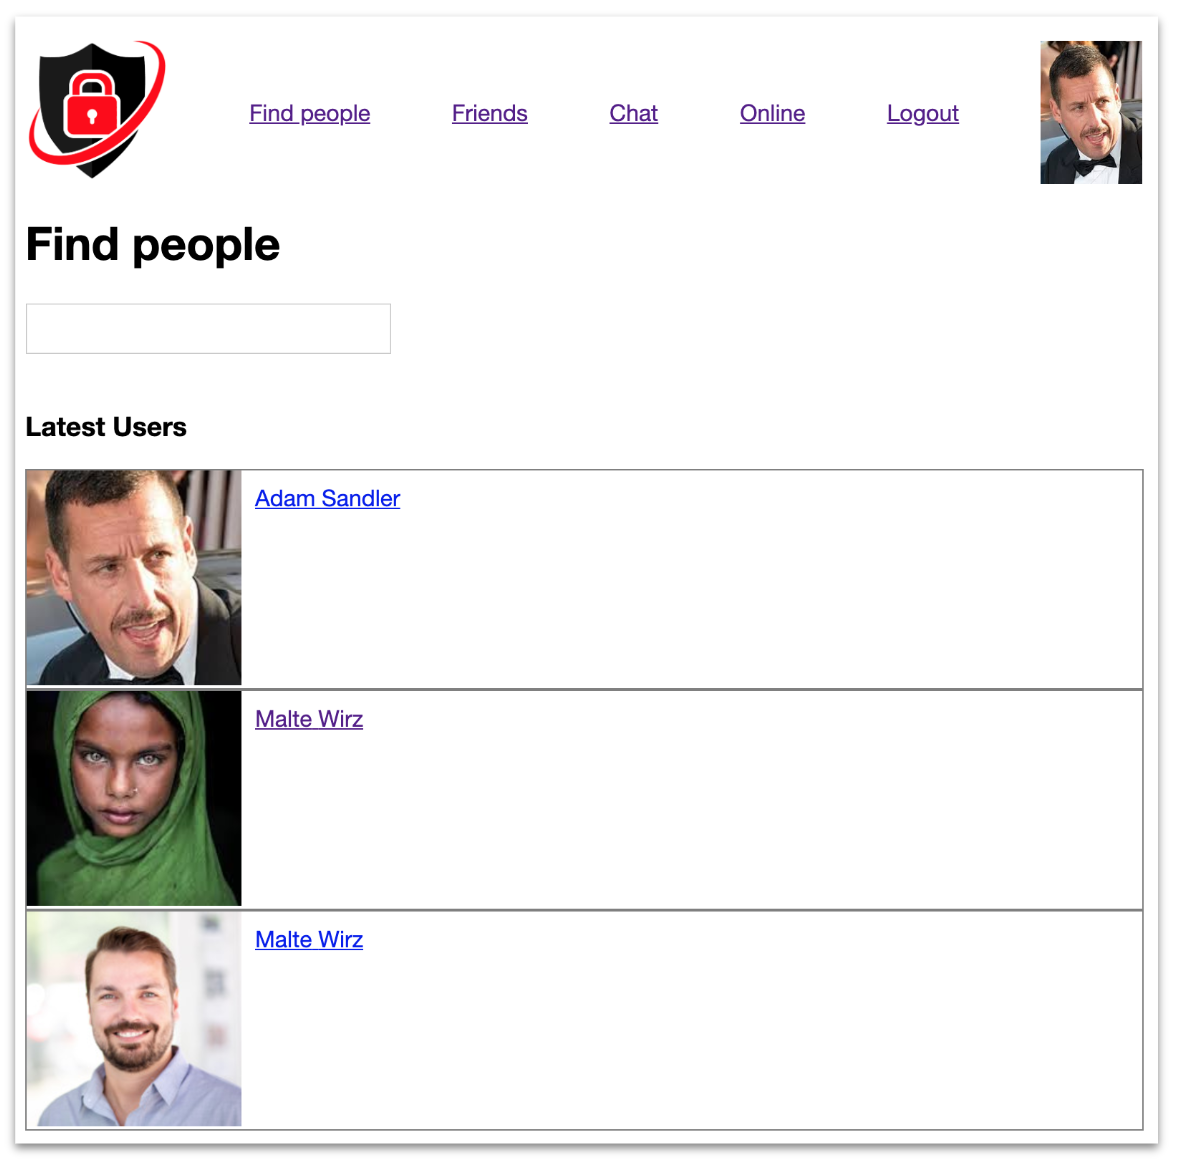 Find people Friends Chat Online Logout
Find people
Latest Users
Adam Sandler
Malte Wirz
Malte Wirz